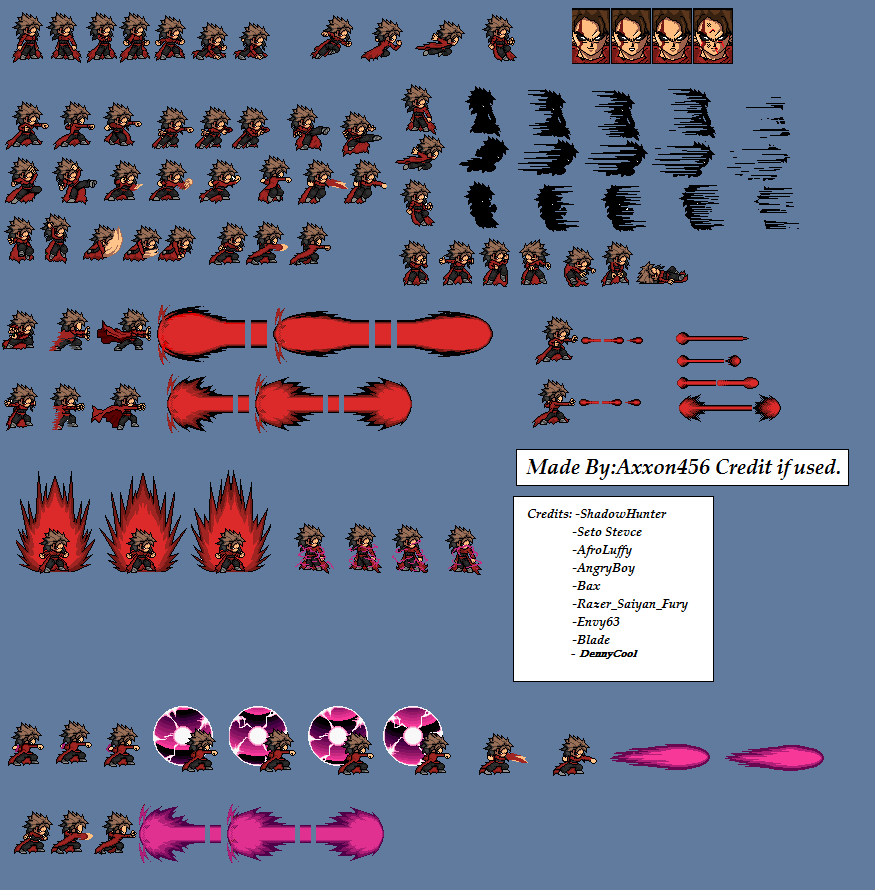 Made By:Axxon456 Credit if used.
Credits: -ShadowHunter
-Seto Stevce
-AfroLuffy
-AngryBoy
-Bax
-Razer_Saiyan_Fury
-Envy63
-Blade
- DennyCool